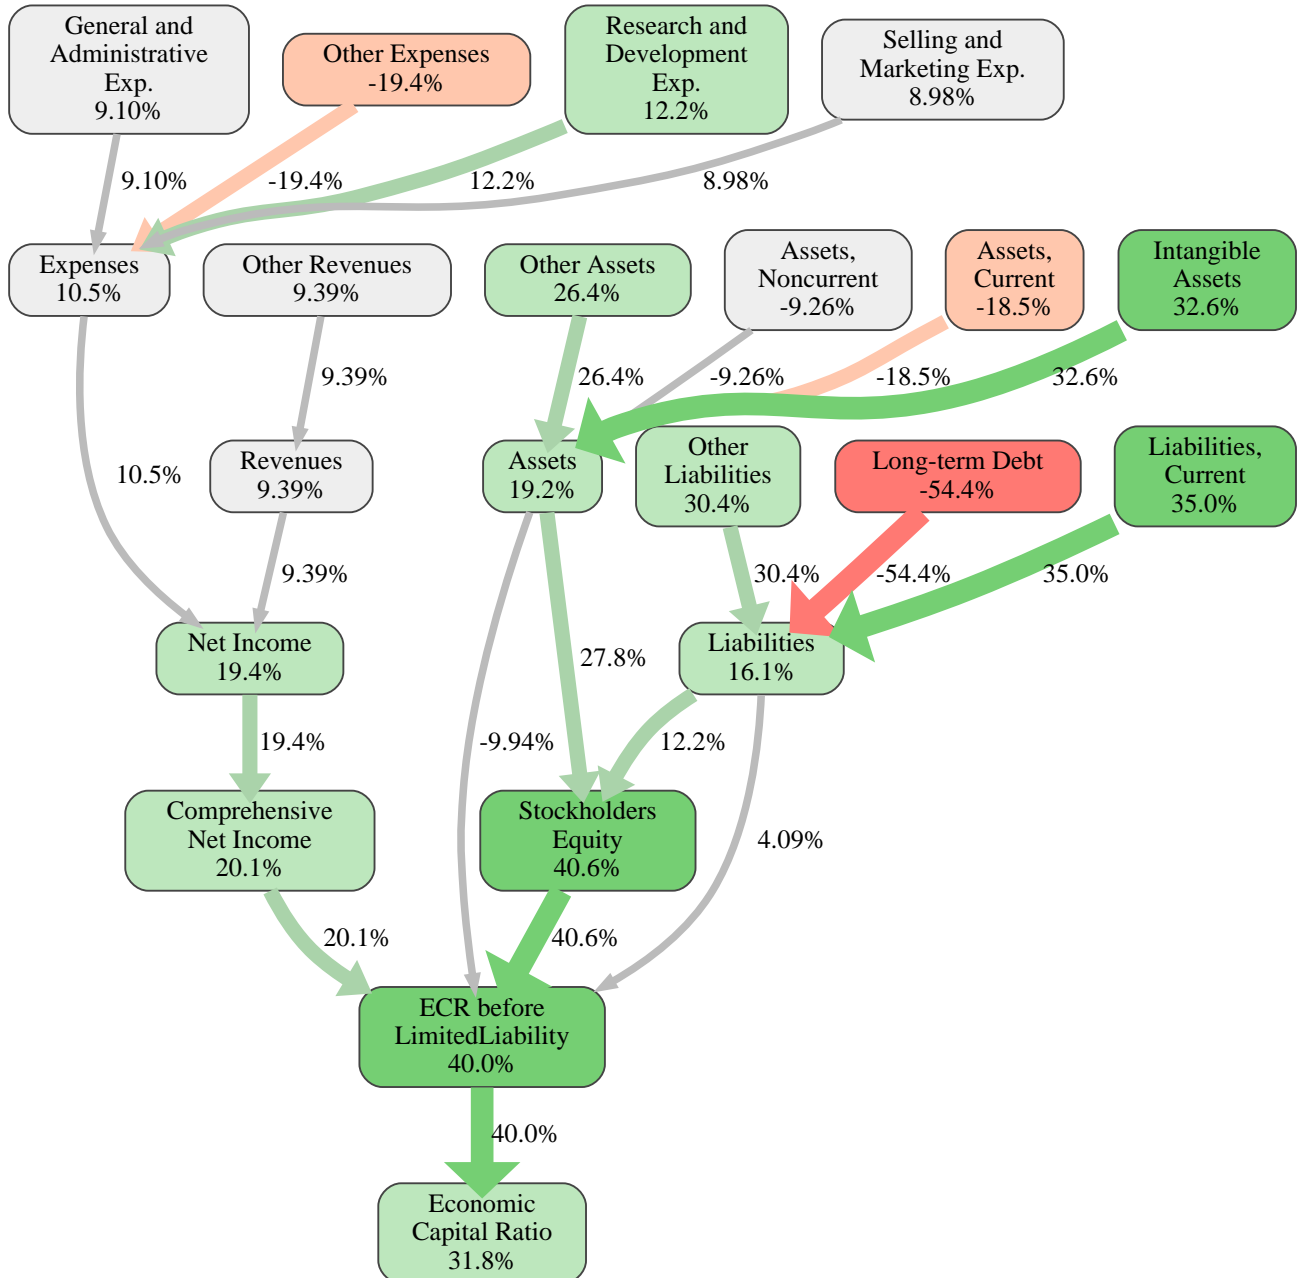 General and
Administrative
Exp.
9.10%
Other Expenses
-19.4%
Research and
Development
Exp.
12.2%
Selling and
Marketing Exp.
8.98%
9.10%
-19.4%
12.2%
8.98%
Expenses
10.5%
Other Revenues
9.39%
Other Assets
26.4%
Assets,
Noncurrent
-9.26%
Assets,
Current
-18.5%
Intangible
Assets
32.6%
9.39%
26.4%
-9.26%
-18.5%
32.6%
10.5%
Revenues
9.39%
Assets
19.2%
Other
Liabilities
30.4%
Long-term Debt
-54.4%
Liabilities,
Current
35.0%
9.39%
30.4%
-54.4%
35.0%
Net Income
19.4%
27.8%
Liabilities
16.1%
19.4%
-9.94%
12.2%
Comprehensive
Net Income
20.1%
Stockholders
Equity
40.6%
4.09%
20.1%
40.6%
ECR before
LimitedLiability
40.0%
40.0%
Economic
Capital Ratio
31.8%